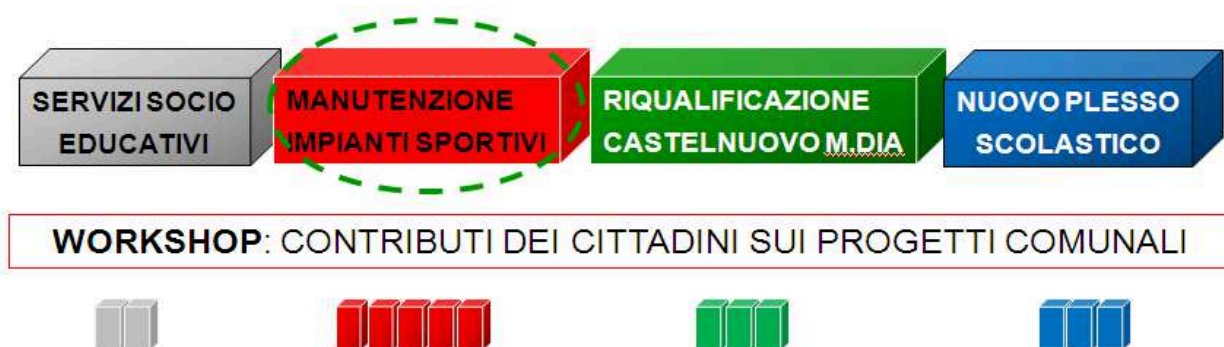 SERVIZI SOCIO
EDUCATIVI
MANUTENZIONE
IMPIANTI SPORTIVI
RIQUALIFICAZIONE
CASTELNUOVO M.DIA
NUOVO PLESSO
SCOLASTICO
WORKSHOP: CONTRIBUTI DEI CITTADINI SUI PROGETTI COMUNALI